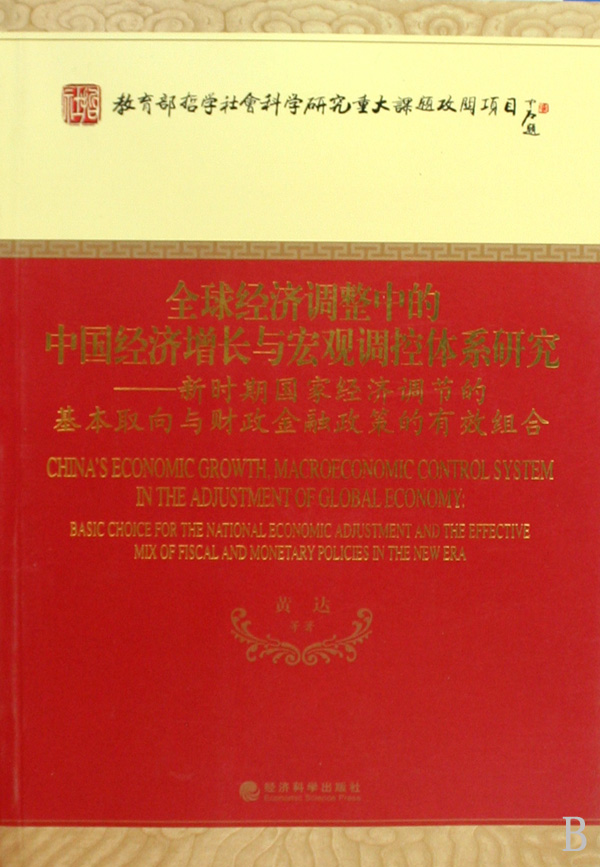 教育部哲学社會科学研究重大課题攻関项目
全球经济调整中的
中国经济增长与宏观调控体系研究
——新时期国家经济调节的
基本取向与财政金融政策的有效组合
CHINA'S ECONOMIC GROWTH, MACROECONOMIC CONTROL SYSTEM
IN THE ADJUSTMENT OF GLOBAL ECONOMY:
BASIC CHOICE FOR THE NATIONAL ECONOMIC ADJUSTMENT AND THE EFFECTIVE
MIX OF FISCAL AND MONETARY POLICIES IN THE NEW ERA
黄 达
等著
经济科学出版社
Economic Science Press
B